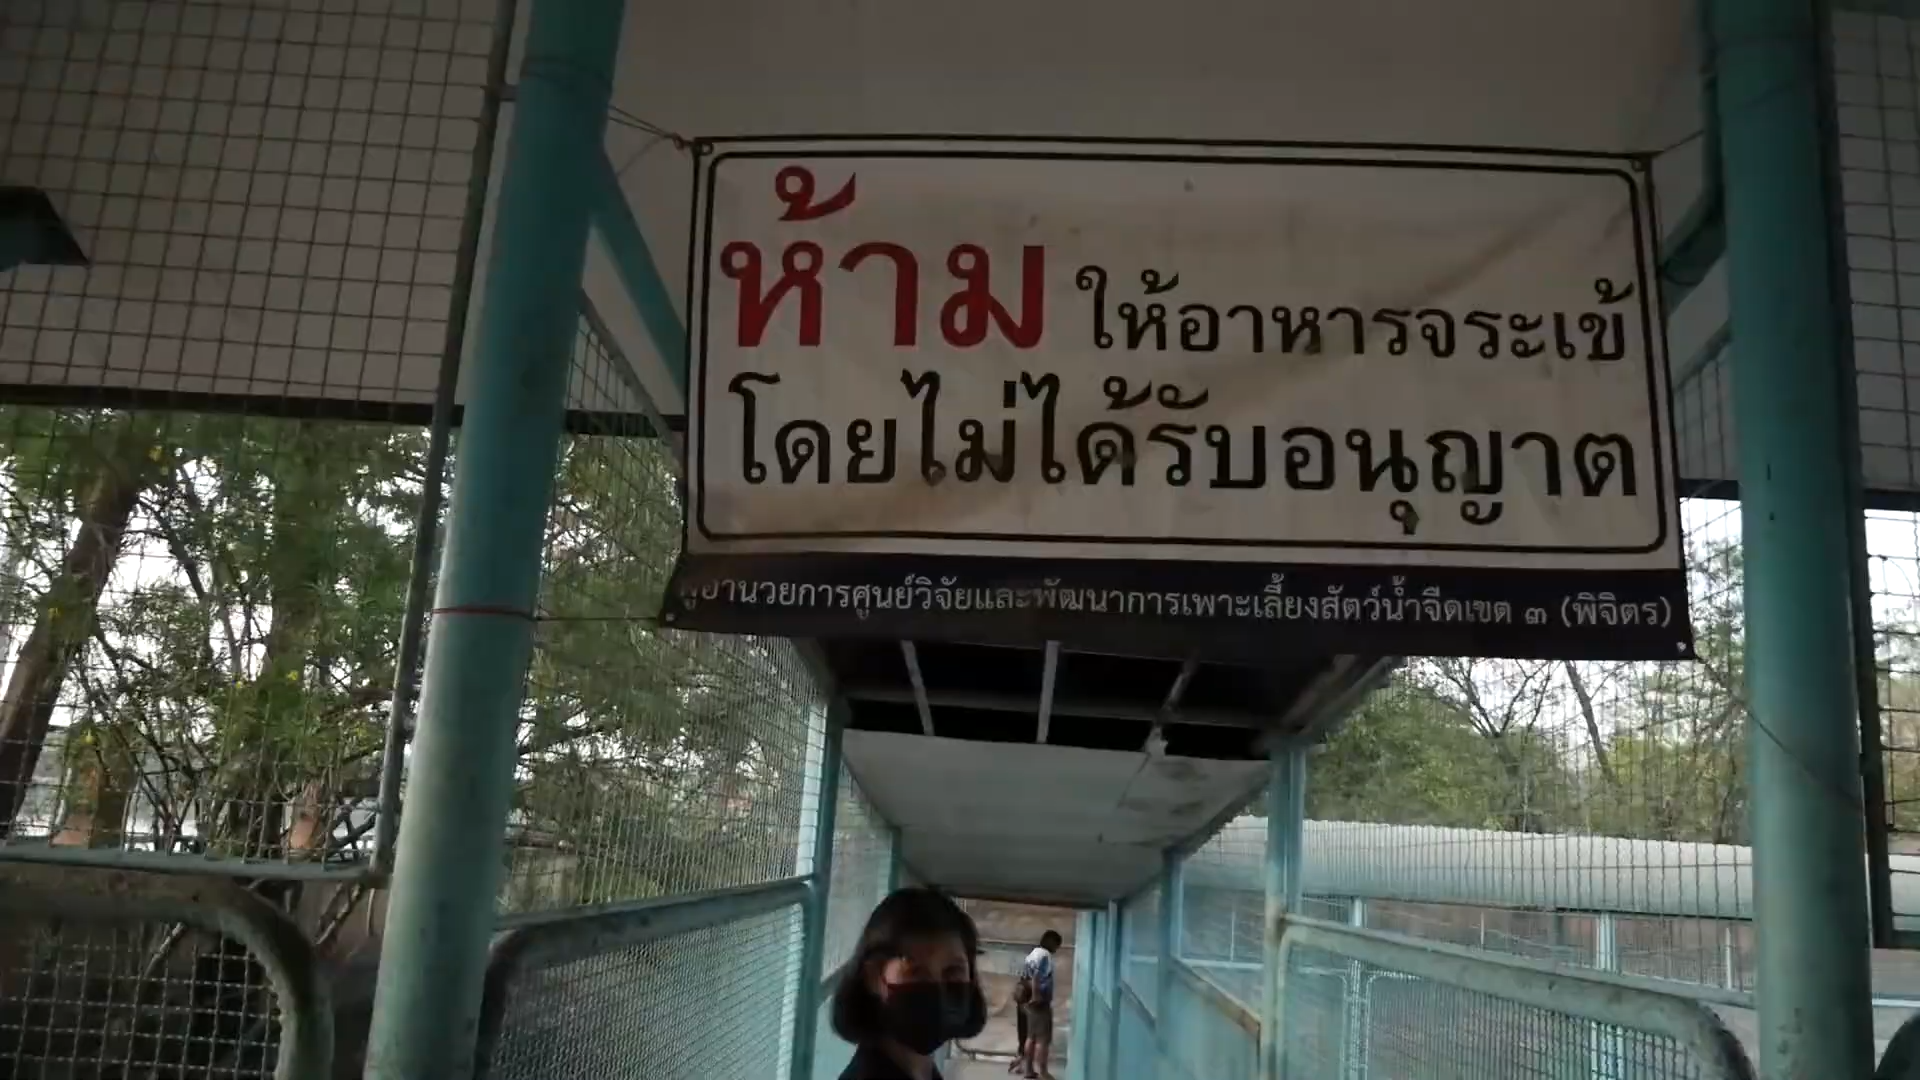 ห้าม ให้อาหารจระเข้
โดยไม่ได้รับอนุญาต
ผู้อำนวยการศูนย์วิจัยและพัฒนาการเพาะเลี้ยงสัตว์น้ำจืดเขต ๓ (พิจิตร)